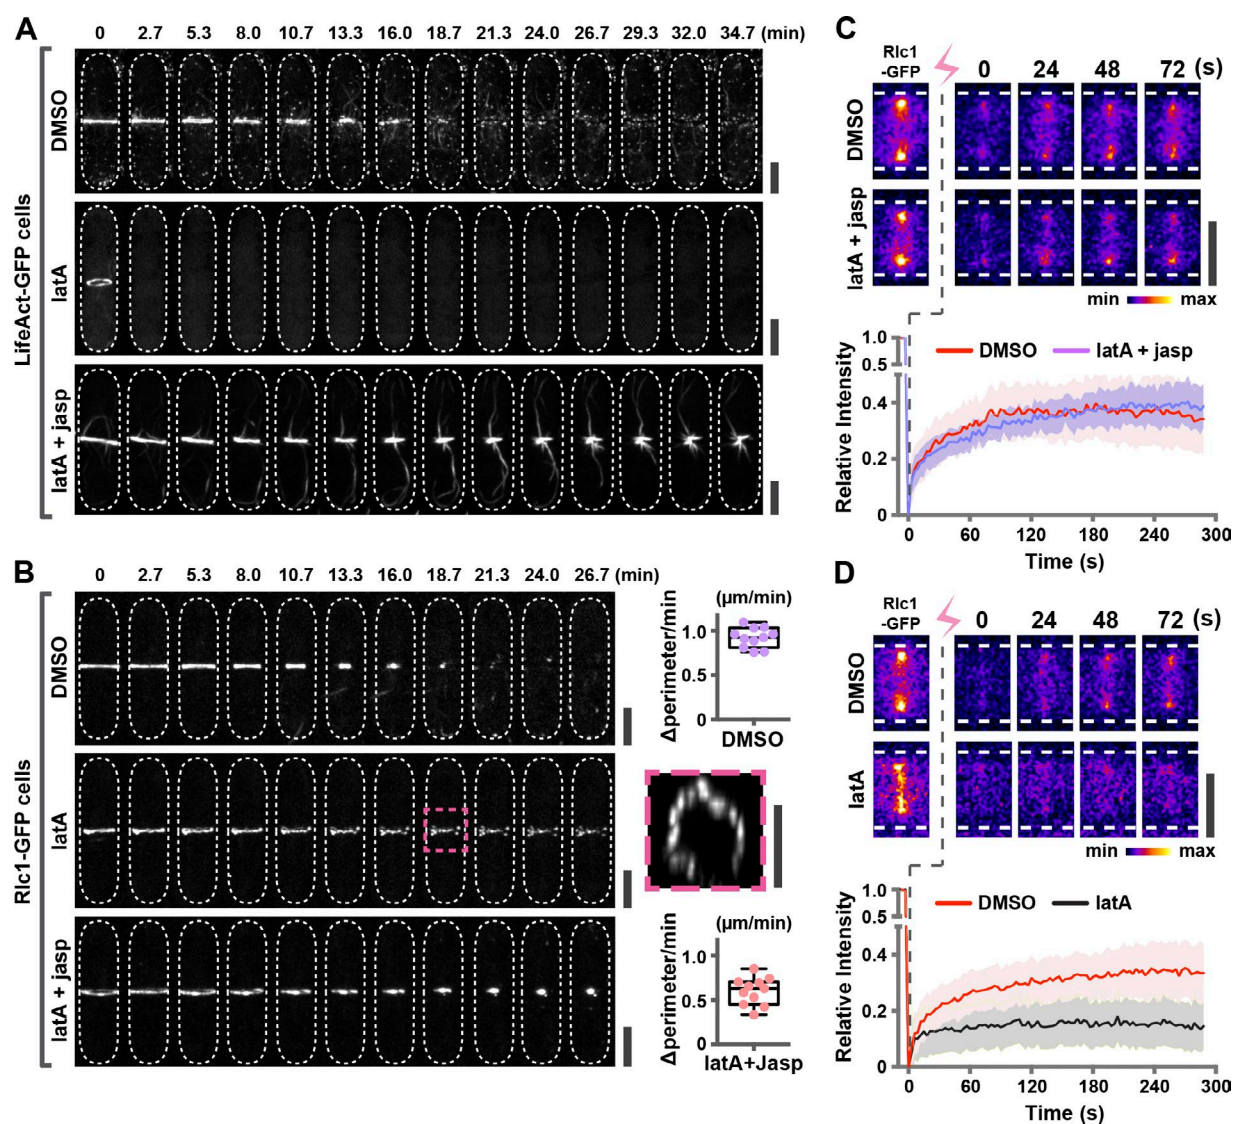 A
0 2.7 5.3 8.0 10.7 13.3 16.0 18.7 21.3 24.0 26.7 29.3 32.0 34.7 (min)
LifeAct-GFP cells
DMSO
latA
latA + jasp
B
0 2.7 5.3 8.0 10.7 13.3 16.0 18.7 21.3 24.0 26.7 (min)
Rlc1-GFP cells
DMSO
latA
latA + jasp
(µm/min)
Δperimeter/min
1.0
0.5
0
DMSO
(µm/min)
Δperimeter/min
1.0
0.5
0
latA+Jasp
C
Rlc1
-GFP
0 24 48 72 (s)
DMSO
latA + jasp
min max
Relative Intensity
1.0
0.5
0.4
0.2
0
DMSO latA + jasp
0 60 120 180 240 300
Time (s)
D
Rlc1
-GFP
0 24 48 72 (s)
DMSO
latA
min max
Relative Intensity
1.0
0.5
0.4
0.2
0
DMSO latA
0 60 120 180 240 300
Time (s)